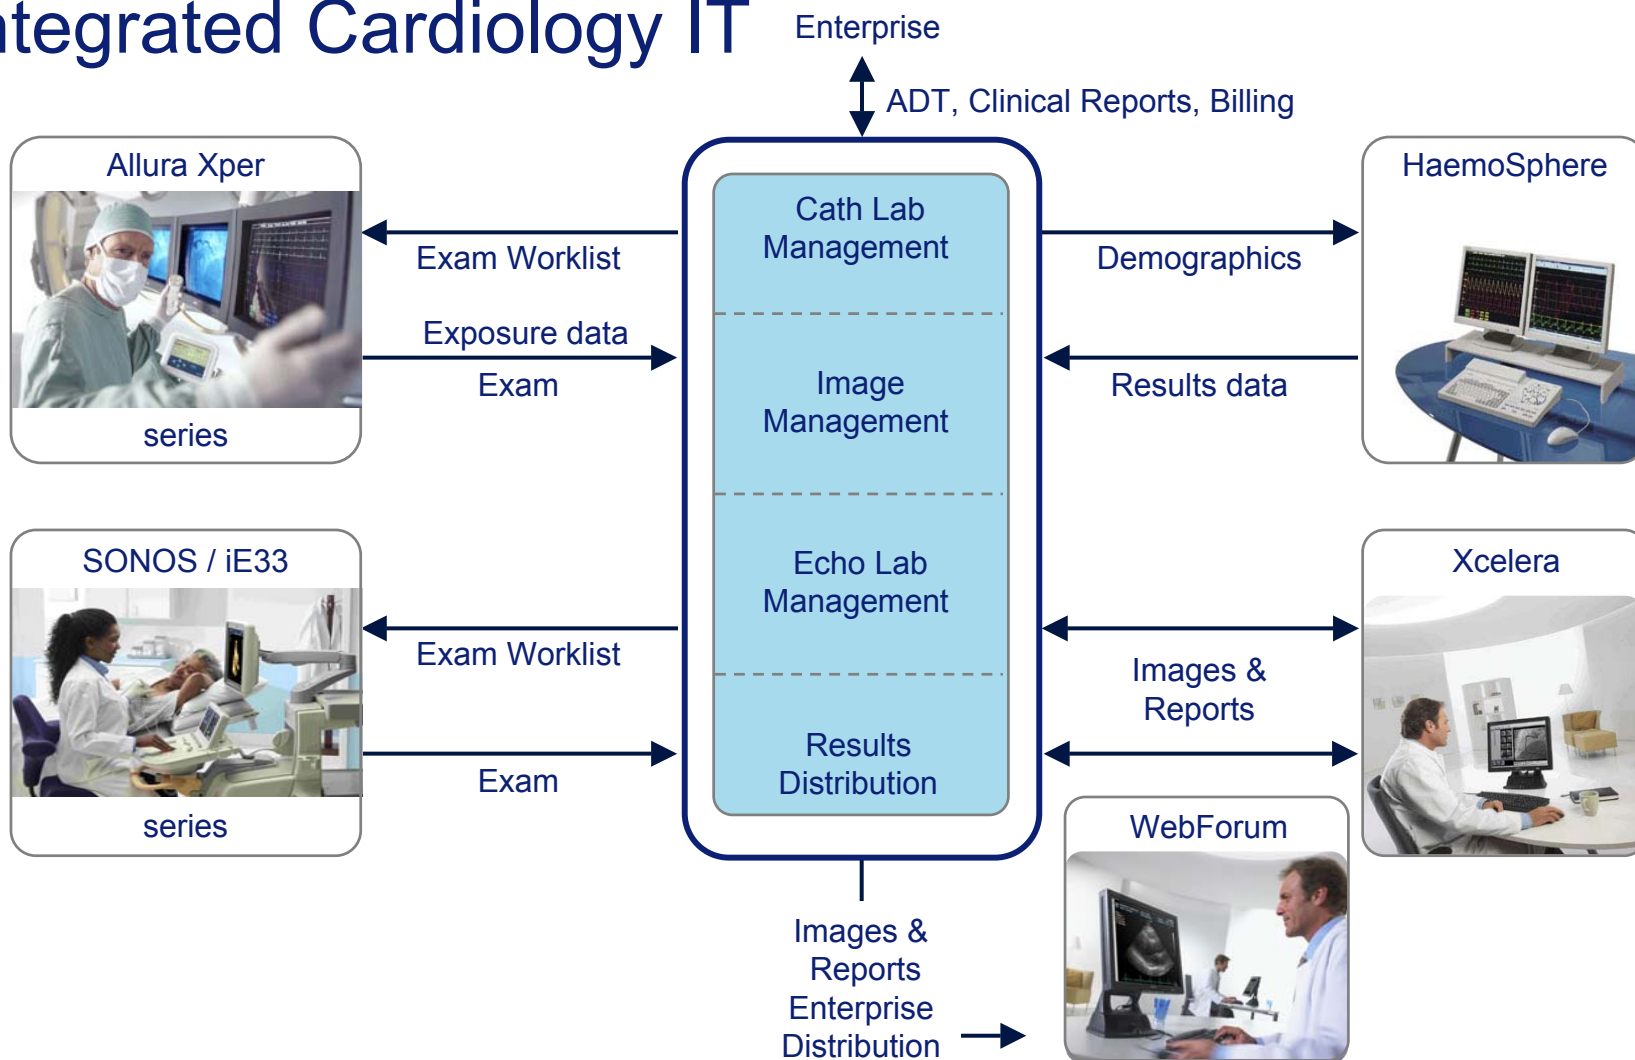 ntegrated Cardiology IT
Enterprise
ADT, Clinical Reports, Billing
Allura Xper
series
Exam Worklist
Exposure data
Exam
Cath Lab
Management
Image
Management
Echo Lab
Management
Results
Distribution
Demographics
Results data
HaemoSphere
SONOS / iE33
series
Exam Worklist
Exam
Images &
Reports
Xcelera
WebForum
Images &
Reports
Enterprise
Distribution